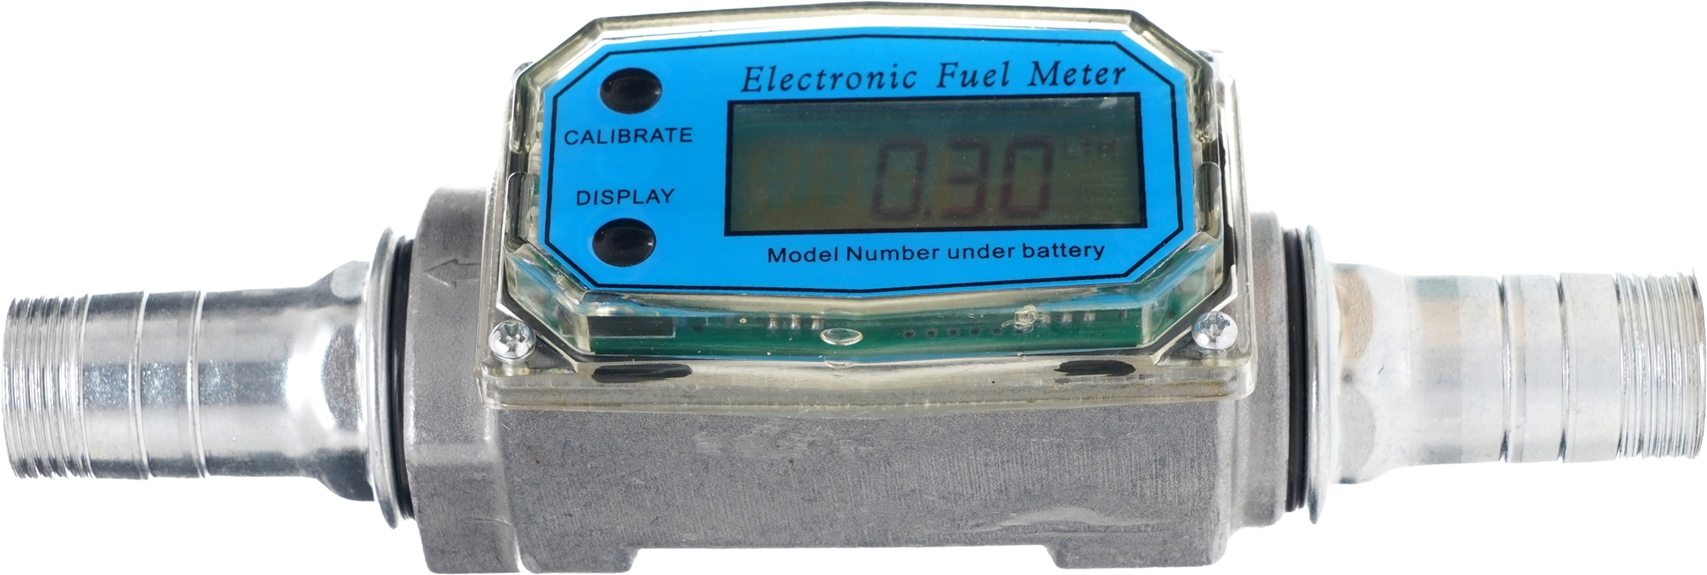 Electronic Fuel Meter
CALIBRATE
0.30
DISPLAY
Model Number under battery